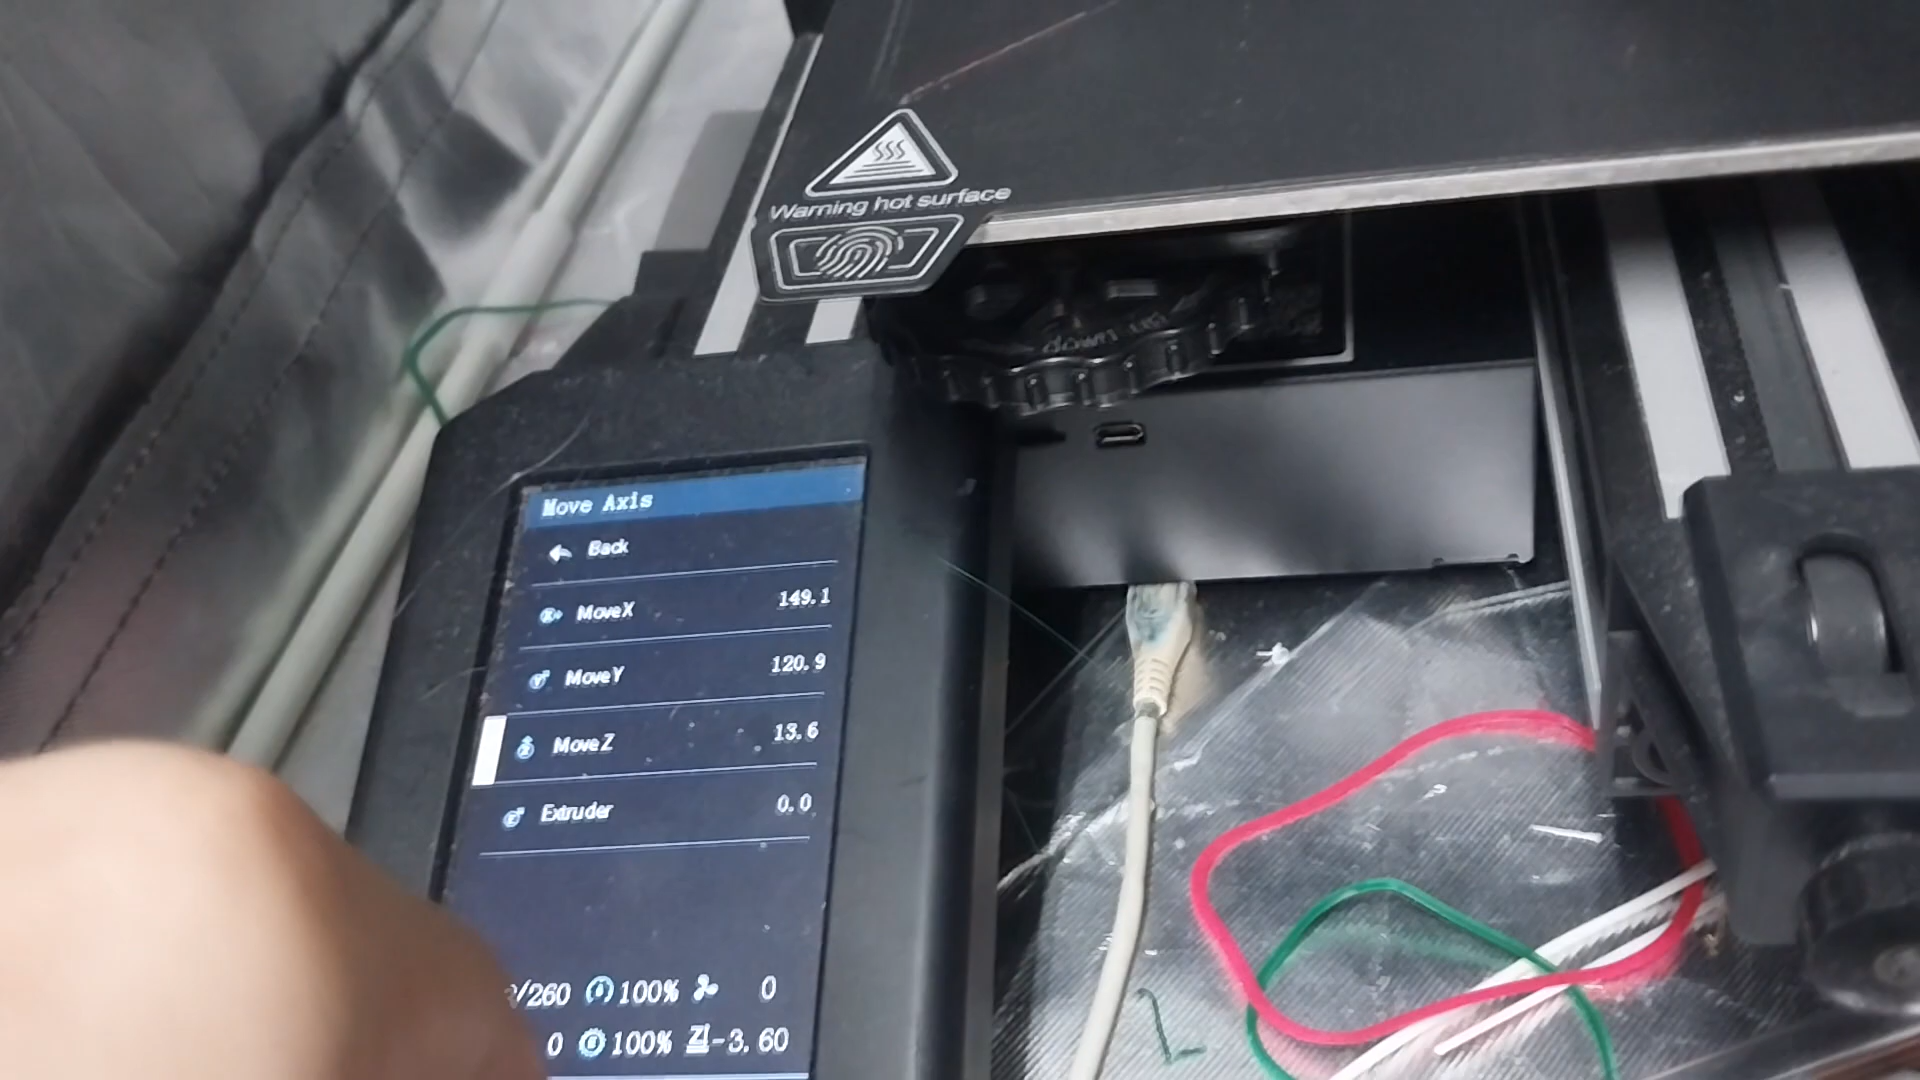 Warning hot surface
Move Axis
Back
MoveX 149.1
MoveY 120.9
MoveZ 13.6
Extruder 0.0
/260 100% 0
0 100% -3.60